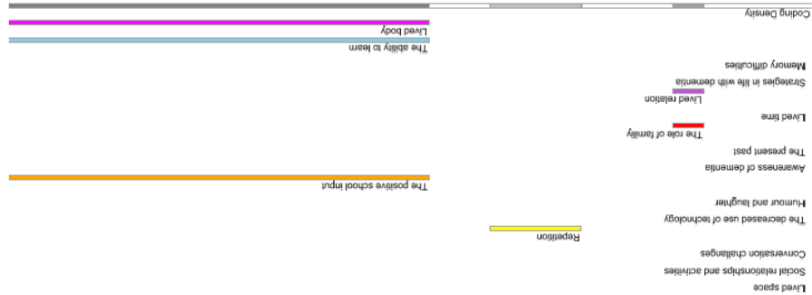 Lived space
Social relationships and activities
Conversation challenges
Repetition
The decreased use of technology
Humour and laughter
The positive school input
Awareness of dementia
The present past
The role of family
Lived time
Lived relation
Strategies in life with dementia
Memory difficulties
The ability to learn
Lived body
Coding Density